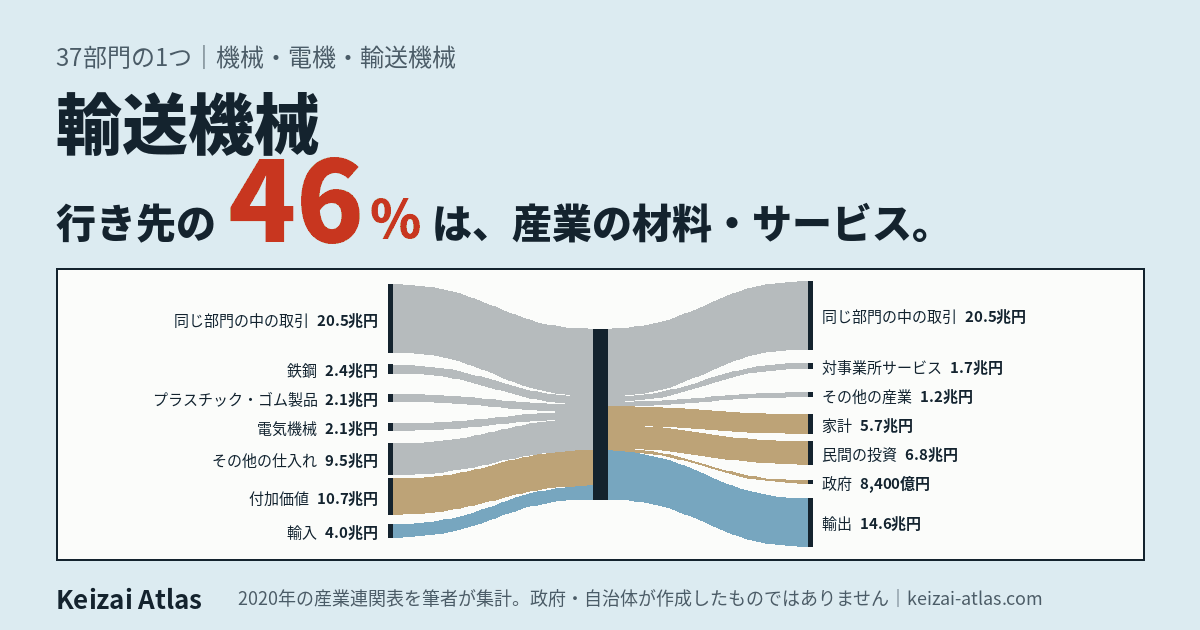 37部門の1つ｜機械・電機・輸送機械
輸送機械
行き先の 46% は、産業の材料・サービス。
同じ部門の中の取引 20.5兆円
鉄鋼 2.4兆円
プラスチック・ゴム製品 2.1兆円
電気機械 2.1兆円
その他の仕入れ 9.5兆円
付加価値 10.7兆円
輸入 4.0兆円
同じ部門の中の取引 20.5兆円
対事業所サービス 1.7兆円
その他の産業 1.2兆円
家計 5.7兆円
民間の投資 6.8兆円
政府 8,400億円
輸出 14.6兆円
Keizai Atlas 2020年の産業連関表を筆者が集計。政府・自治体が作成したものではありません｜keizai-atlas.com